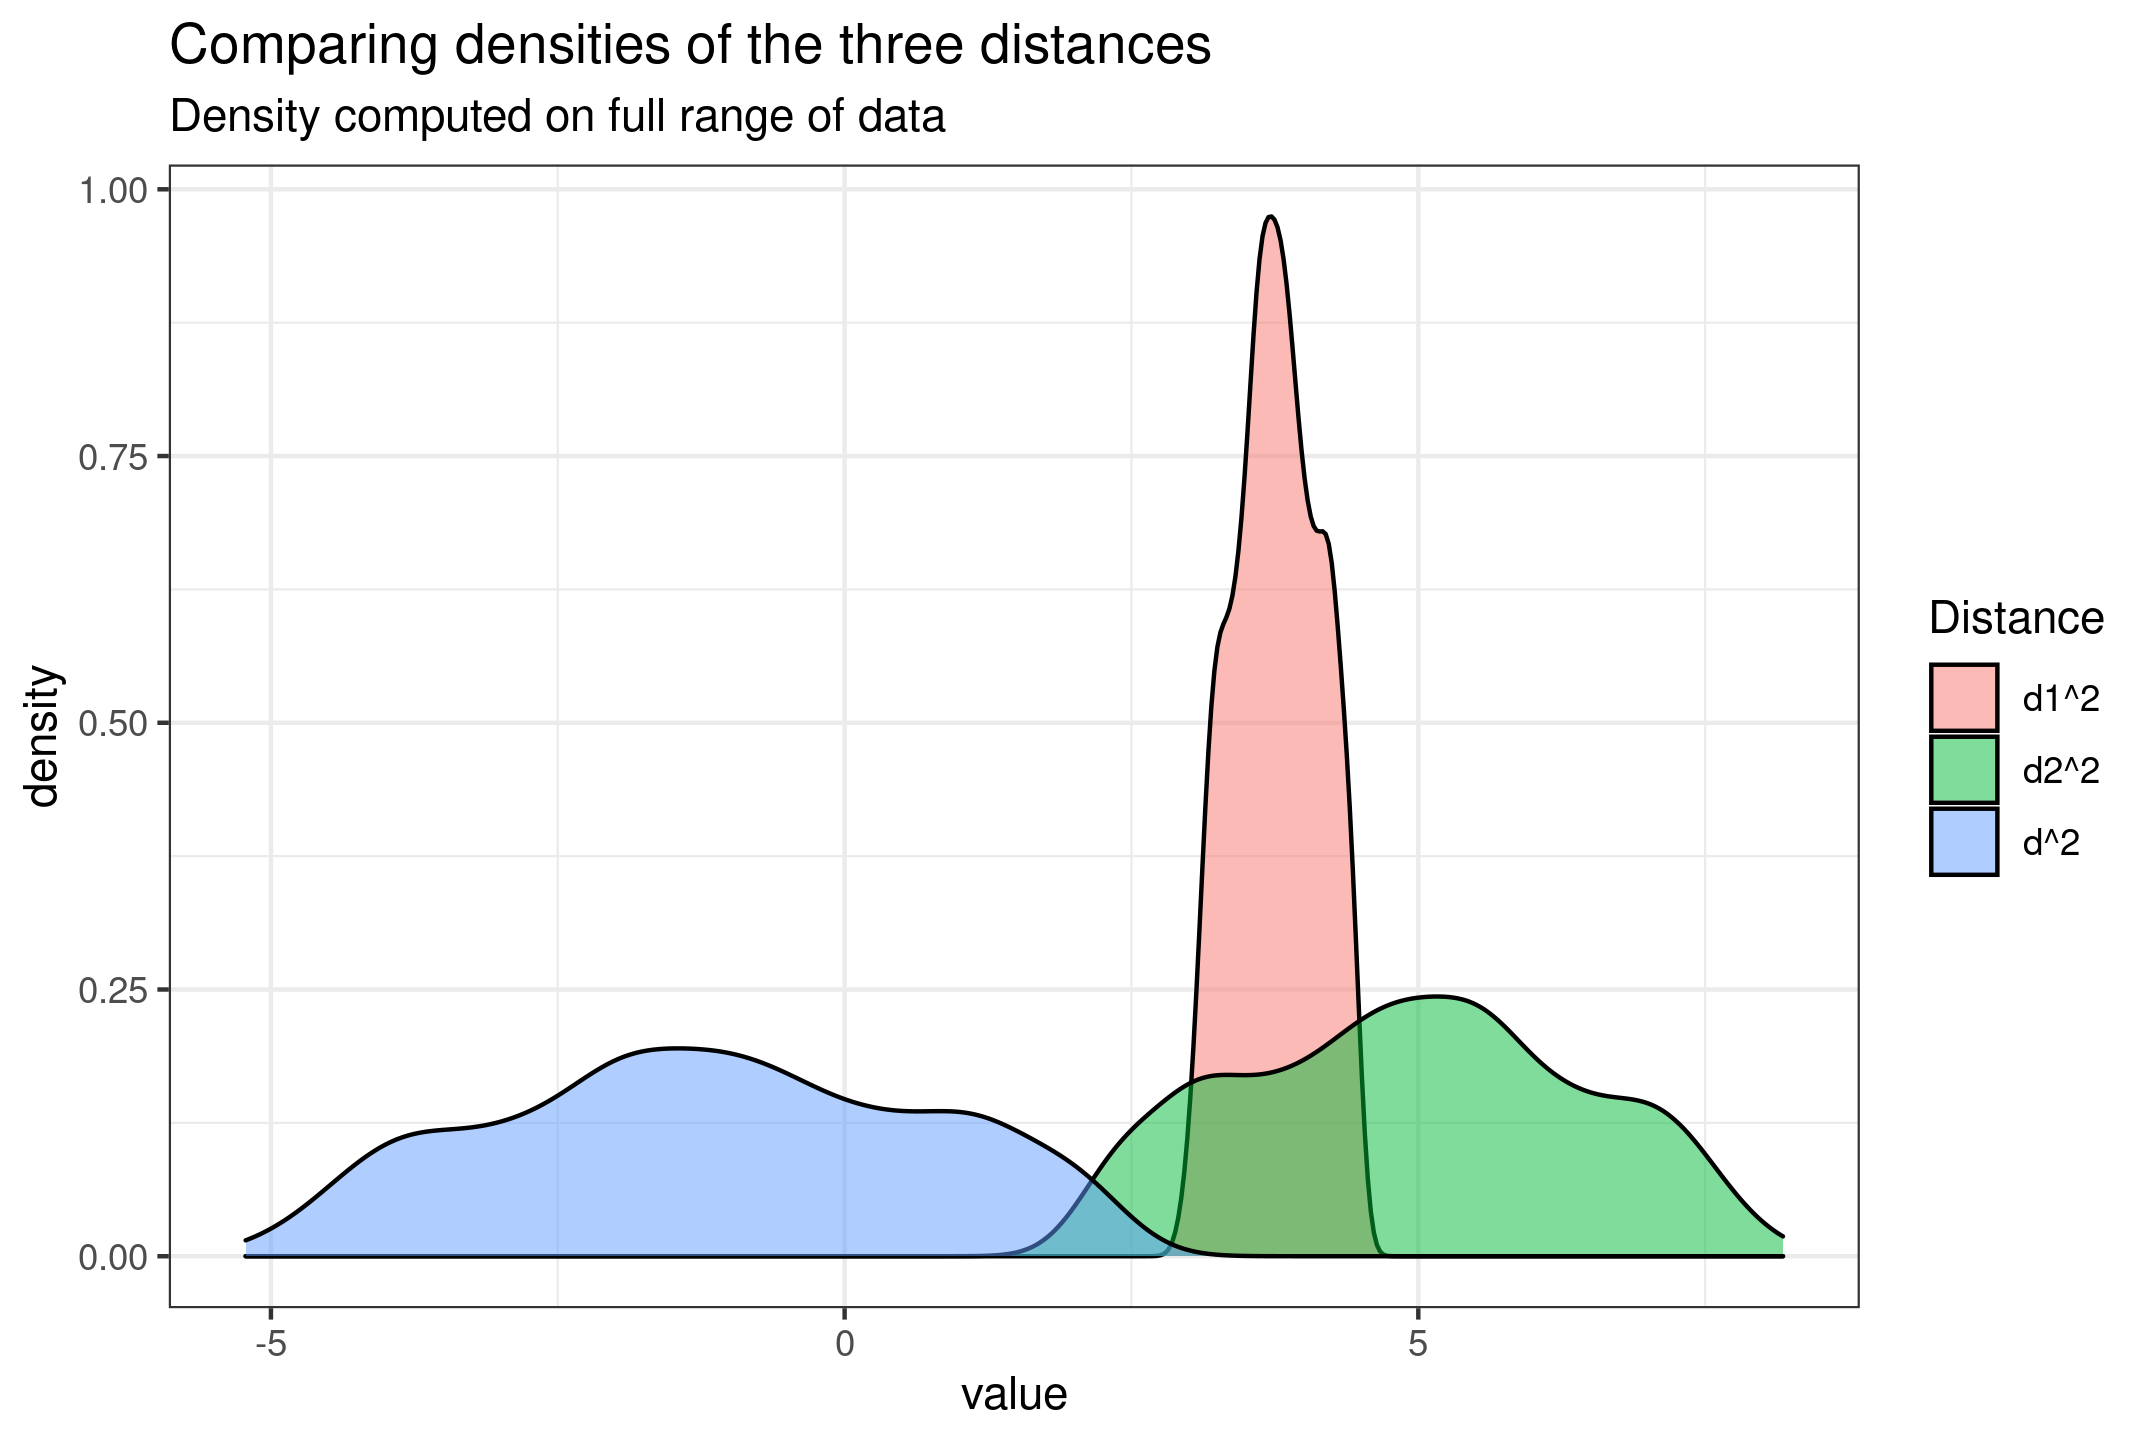 Comparing densities of the three distances
Density computed on full range of data
1.00
0.75
0.50
0.25
0.00
density
-5
0
5
value
Distance
d1^2
d2^2
d^2